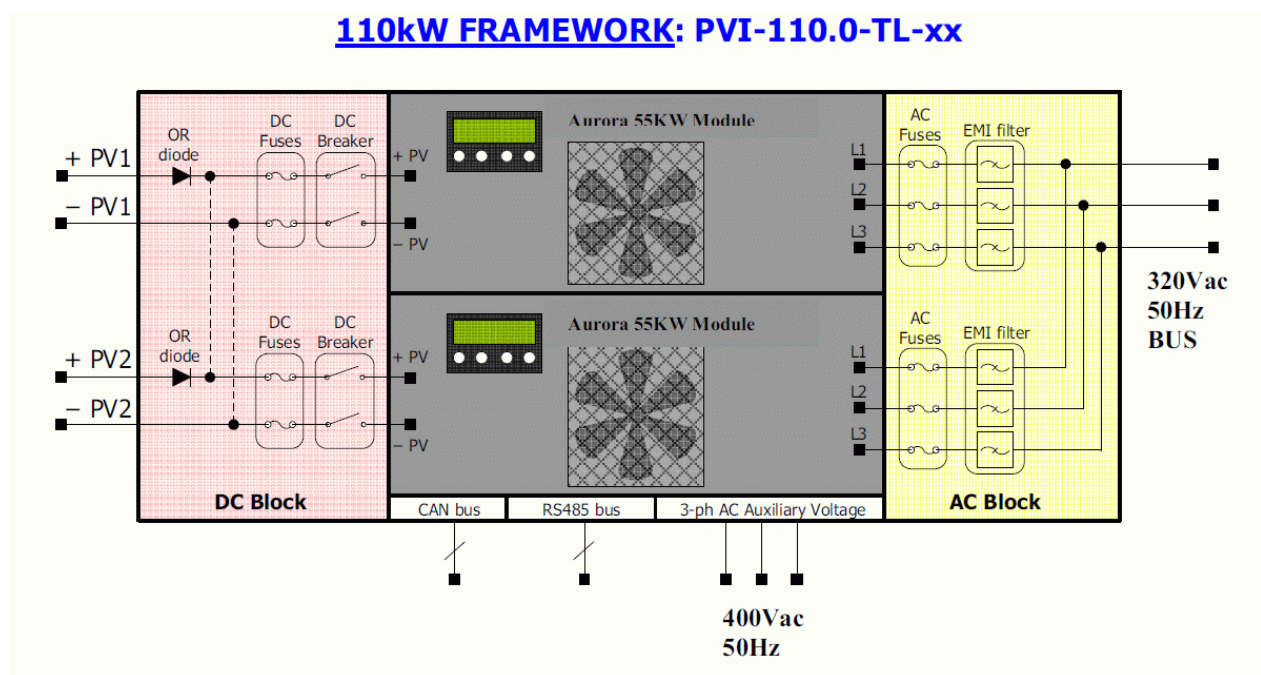 110kW FRAMEWORK: PVI-110.0-TL-xx
OR
diode
DC
Fuses
DC
Breaker
+ PV1
− PV1
+ PV
− PV
Aurora 55KW Module
L1
L2
L3
AC
Fuses
EMI filter
320Vac
50Hz
BUS
OR
diode
DC
Fuses
DC
Breaker
+ PV2
− PV2
+ PV
− PV
Aurora 55KW Module
L1
L2
L3
AC
Fuses
EMI filter
DC Block
CAN bus
RS485 bus
3-ph AC Auxiliary Voltage
AC Block
400Vac
50Hz